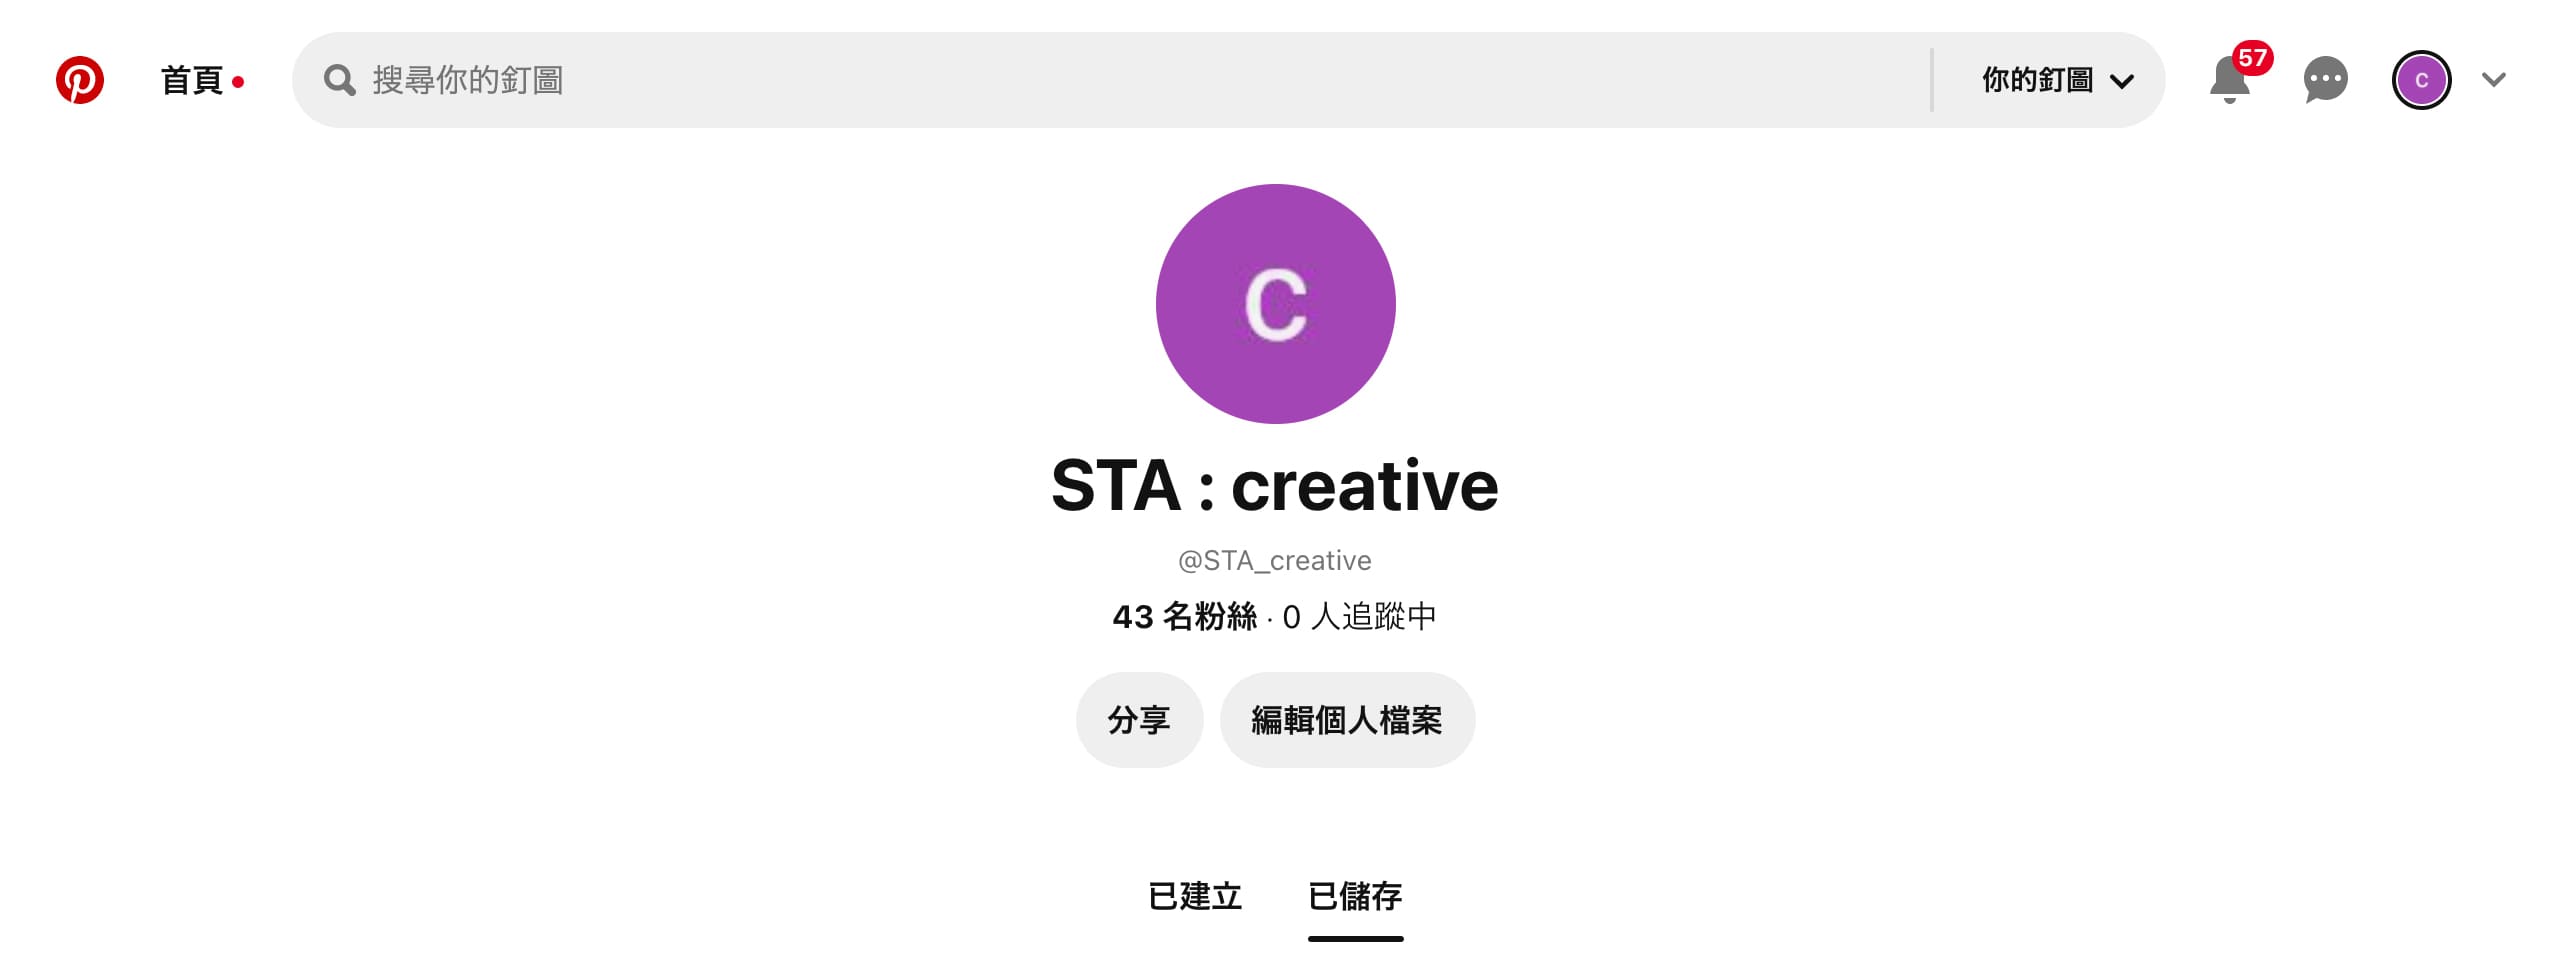 首頁
搜尋你的釘圖
你的釘圖
57
C
C
STA : creative
@STA_creative
43 名粉絲 · 0 人追蹤中
分享
編輯個人檔案
已建立
已儲存